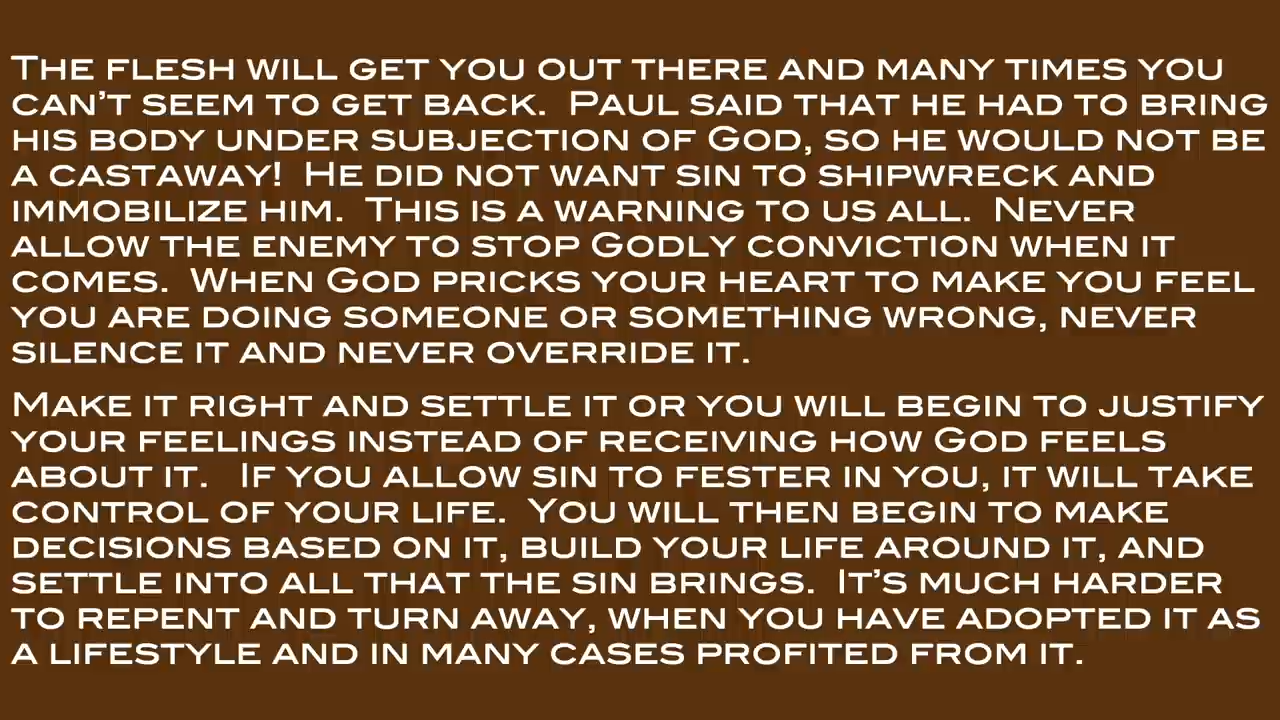 The flesh will get you out there and many times you
can't seem to get back.  Paul said that he had to bring
his body under subjection of God, so he would not be
a castaway!  He did not want sin to shipwreck and
immobilize him.  This is a warning to us all.  Never
allow the enemy to stop Godly conviction when it
comes.  When God pricks your heart to make you feel
you are doing someone or something wrong, never
silence it and never override it.
Make it right and settle it or you will begin to justify
your feelings instead of receiving how God feels
about it.   If you allow sin to fester in you, it will take
control of your life.  You will then begin to make
decisions based on it, build your life around it, and
settle into all that the sin brings.  It's much harder
to repent and turn away, when you have adopted it as
a lifestyle and in many cases profited from it.